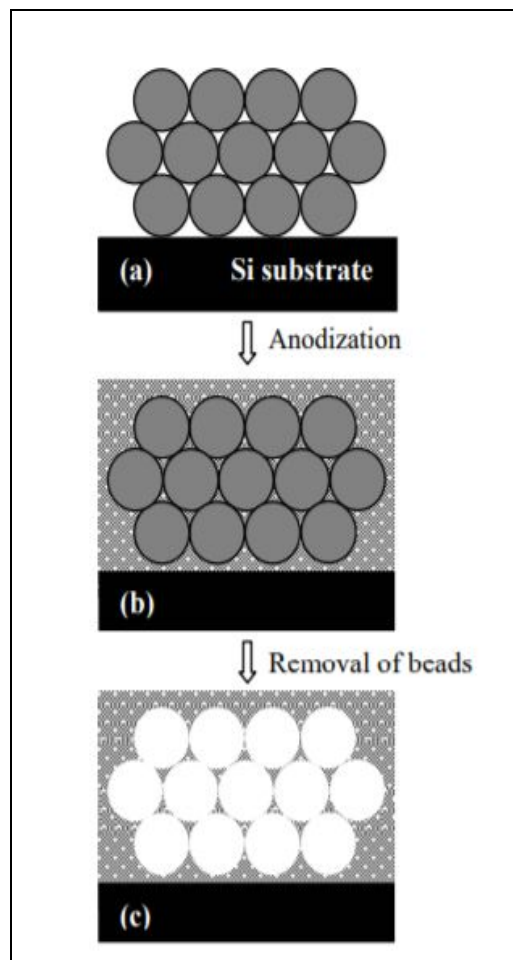 (a) Si substrate
Anodization
(b)
Removal of beads
(c)